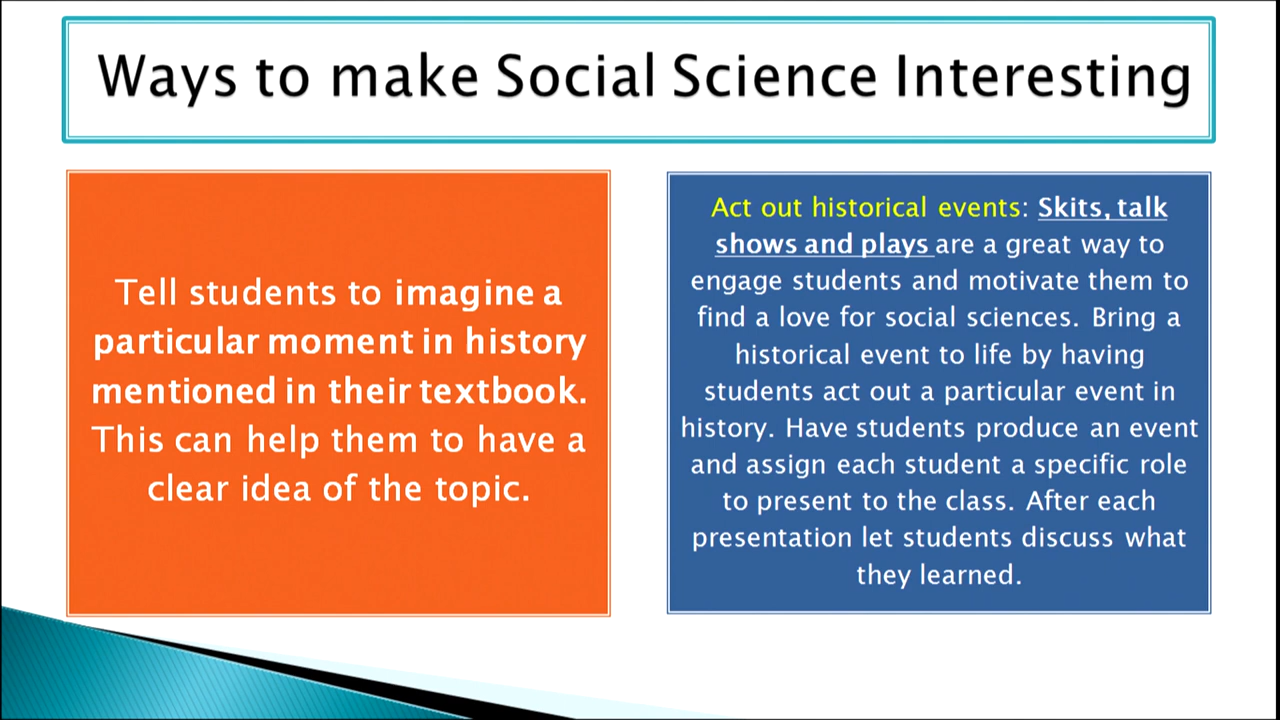 Ways to make Social Science Interesting
Tell students to imagine a
particular moment in history
mentioned in their textbook.
This can help them to have a
clear idea of the topic.
Act out historical events: Skits, talk
shows and plays are a great way to
engage students and motivate them to
find a love for social sciences. Bring a
historical event to life by having
students act out a particular event in
history. Have students produce an event
and assign each student a specific role
to present to the class. After each
presentation let students discuss what
they learned.